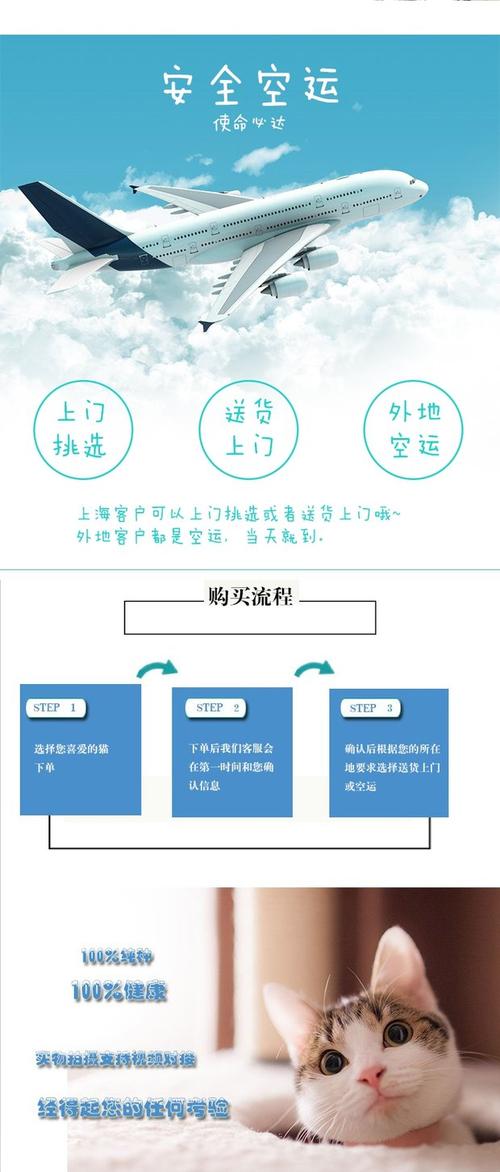 安全空运
使命必达
上门
挑选
送货
上门
外地
空运
上海客户可以上门挑选或者送货上门哦~
外地客户都是空运，当天就到。
购买流程
STEP 1
选择您喜爱的猫
下单
STEP 2
下单后我们客服会
在第一时间和您确
认信息
STEP 3
确认后根据您的所在
地要求选择送货上门
或空运
100%纯种
100%健康
实物拍摄支持视频对接
经得起您的任何考验